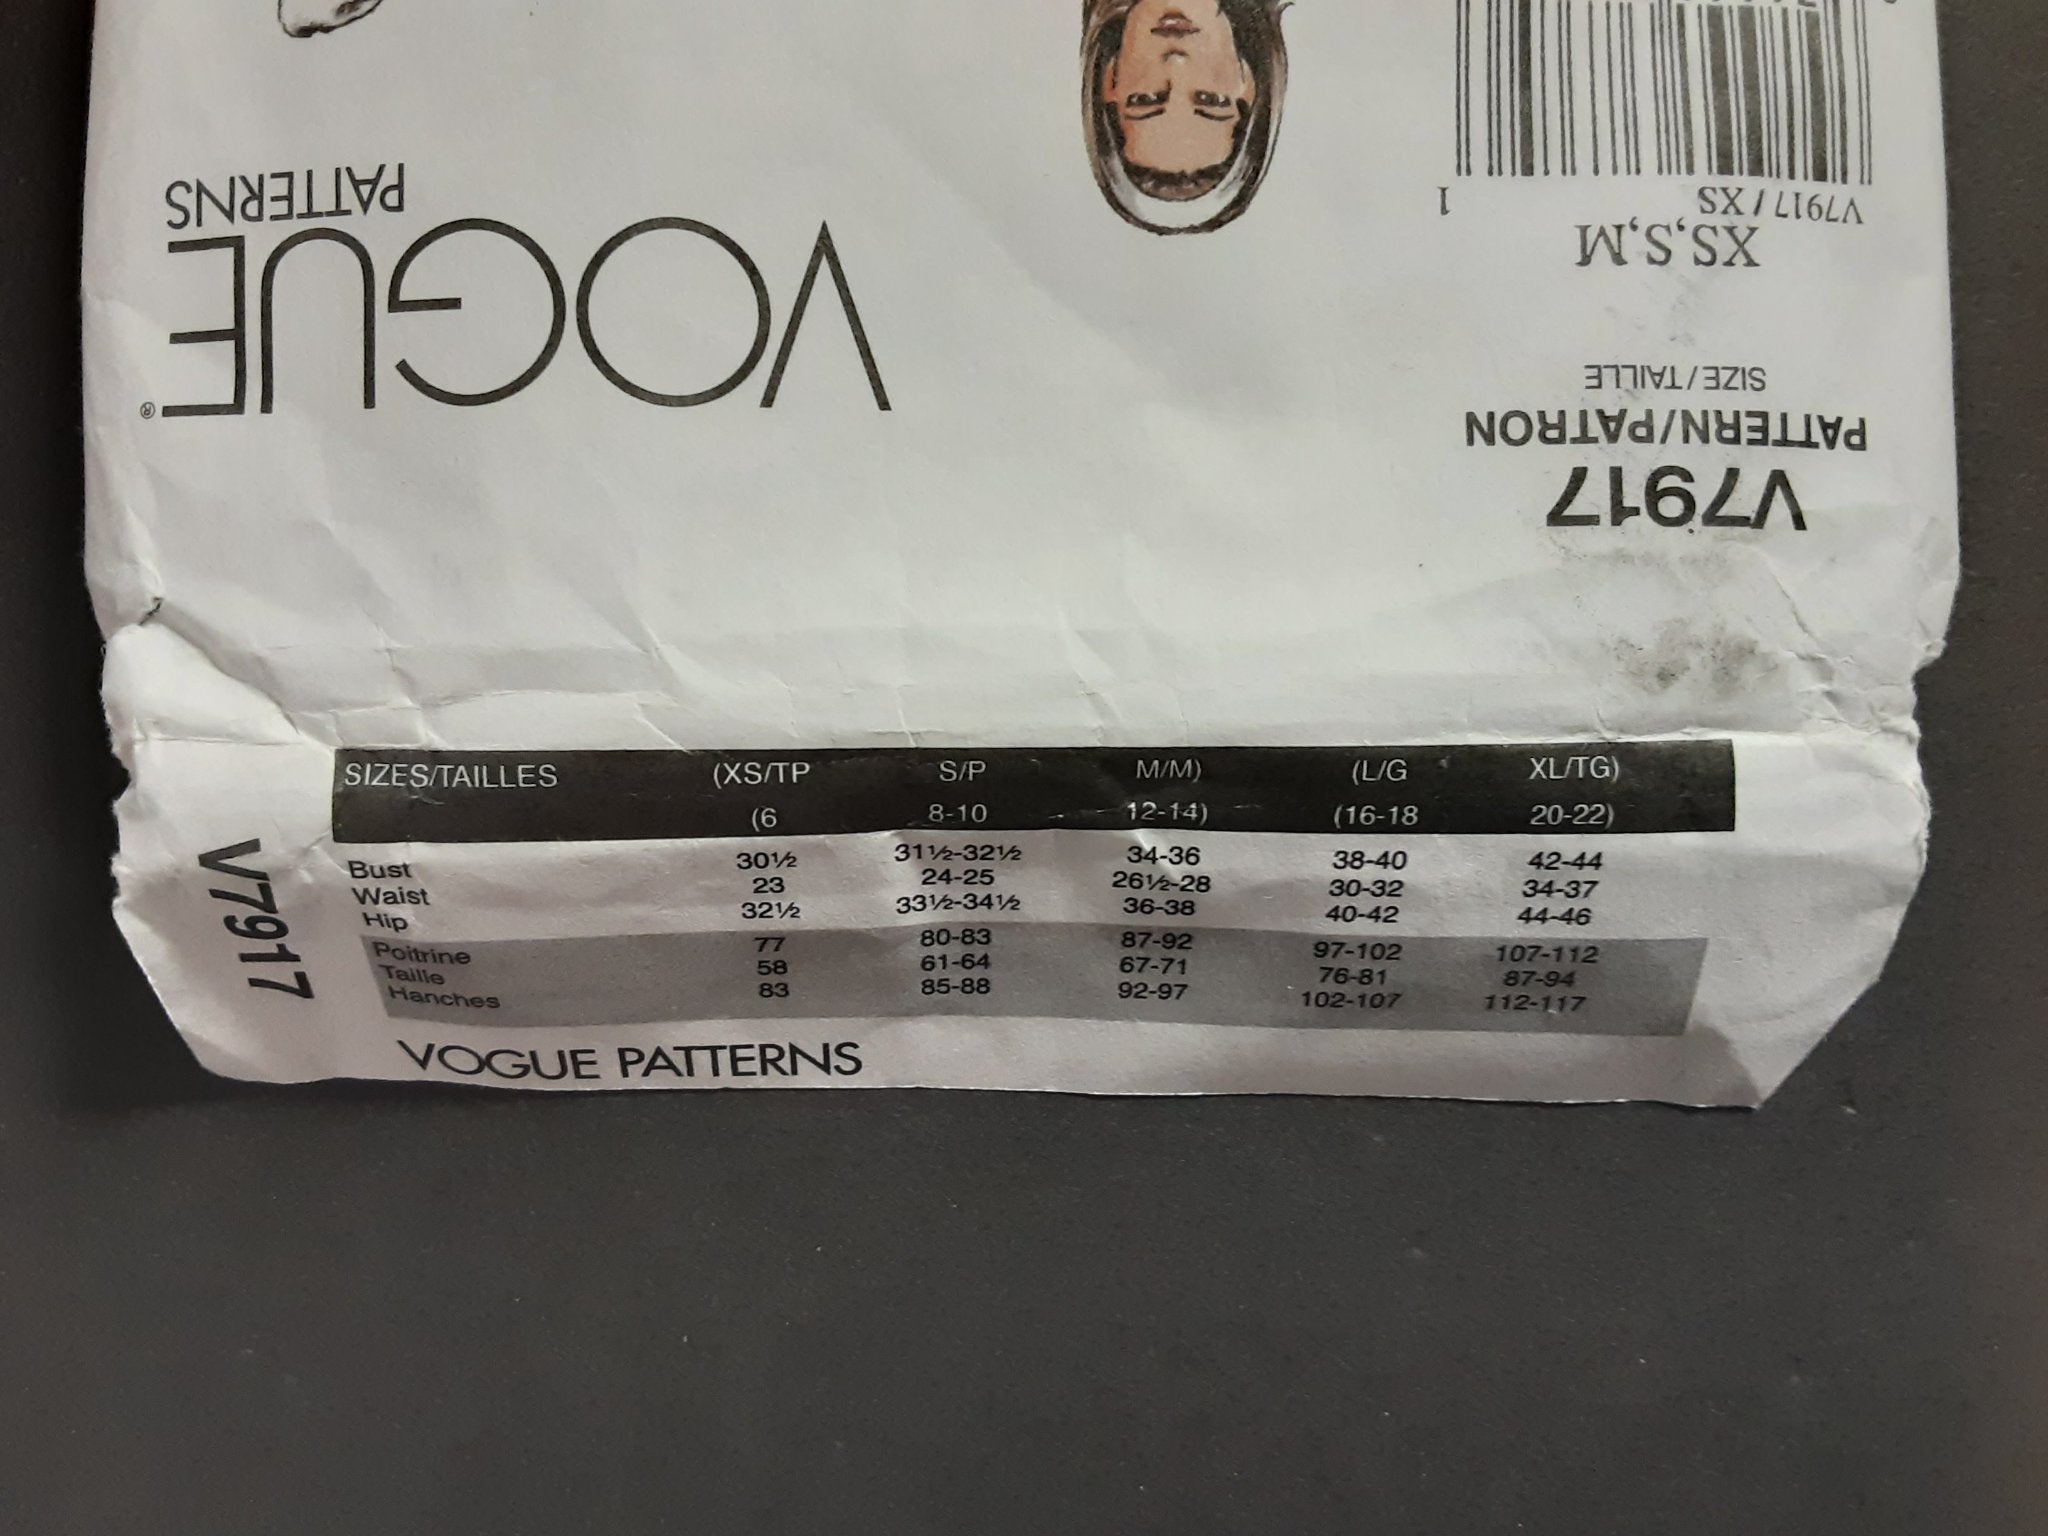 VOGUE®
PATTERNS
V7917
PATTERN/PATRON
SIZE/TAILLE
XS,S,M
V7917/XS
1
SIZES/TAILLES (XS/TP S/P M/M) (L/G XL/TG)
(6 8-10 12-14) (16-18 20-22)
Bust 30½ 31½-32½ 34-36 38-40 42-44
Waist 23 24-25 26½-28 30-32 34-37
Hip 32½ 33½-34½ 36-38 40-42 44-46
Poitrine 77 80-83 87-92 97-102 107-112
Taille 58 61-64 67-71 76-81 87-94
Hanches 83 85-88 92-97 102-107 112-117
V7917
VOGUE PATTERNS